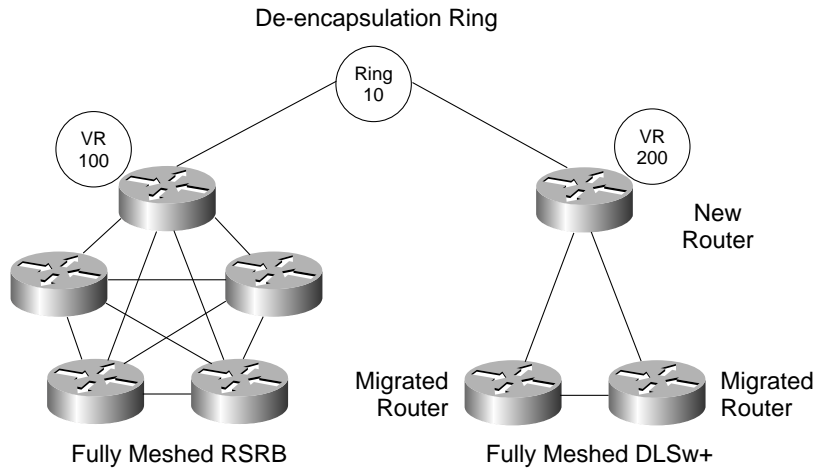 De-encapsulation Ring
Ring
10
VR
100
VR
200
New
Router
Migrated
Router
Migrated
Router
Fully Meshed RSRB
Fully Meshed DLSw+